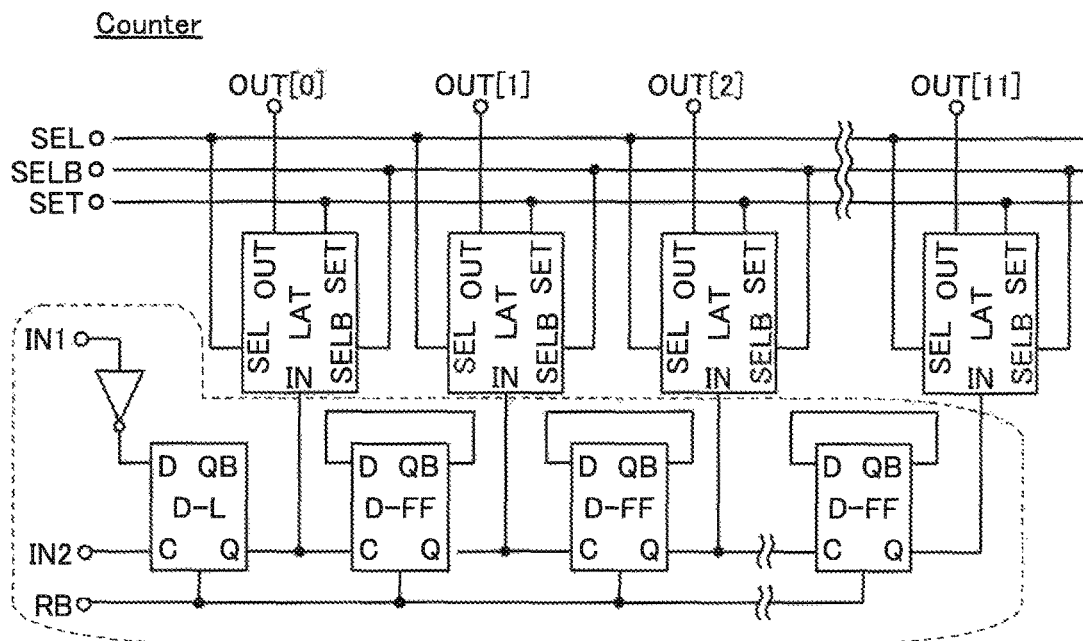 Counter
OUT[0] OUT[1] OUT[2] OUT[11]
SEL
SELB
SET
SEL OUT LAT IN SET SELB
SEL OUT LAT IN SET SELB
SEL OUT LAT IN SET SELB
SEL OUT LAT IN SET SELB
IN1
D QB D QB D QB D QB
D-L D-FF D-FF D-FF
IN2 C Q C Q C Q C Q
RB